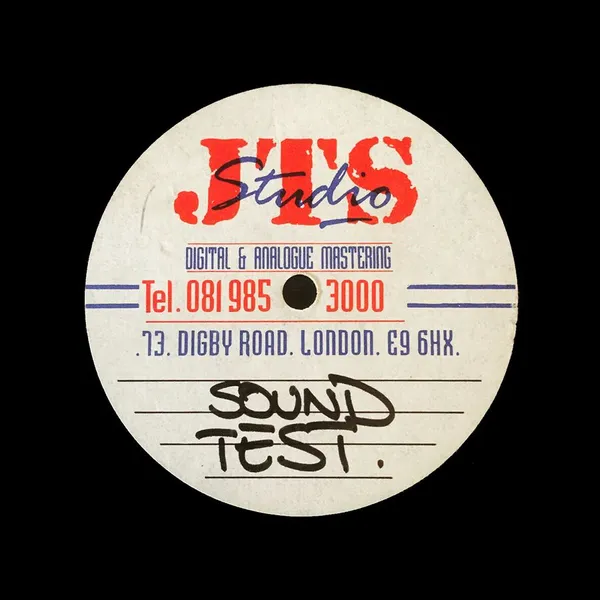 JTS
Studio
DIGITAL & ANALOGUE MASTERING
Tel. 081 985 3000
.73. DIGBY ROAD. LONDON. E9 6HX.
SOUND
TEST.